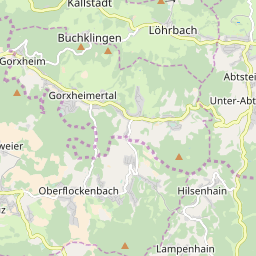 Kallstadt
Buchklingen
Löhrbach
Gorxheim
Abtstei
Gorxheimertal
Unter-Abt
weier
Oberflockenbach
Hilsenhain
z
Lampenhain